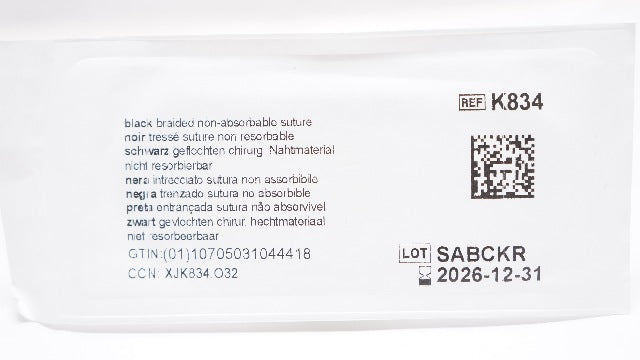 black braided non-absorbable suture
noir tressé suture non resorbable
schwarz geflochten chirurg. Nahtmaterial
nicht resorbierbar
nera intrecciato sutura non assorbibile
negra trenzado sutura no absorbible
preta entrançada sutura não absorvível
zwart gevlochten chirur. hechtmateriaal
niet resorbeerbaar
GTIN:(01)10705031044418
CCN: XJK834.O32
REF K834
LOT SABCKR
2026-12-31